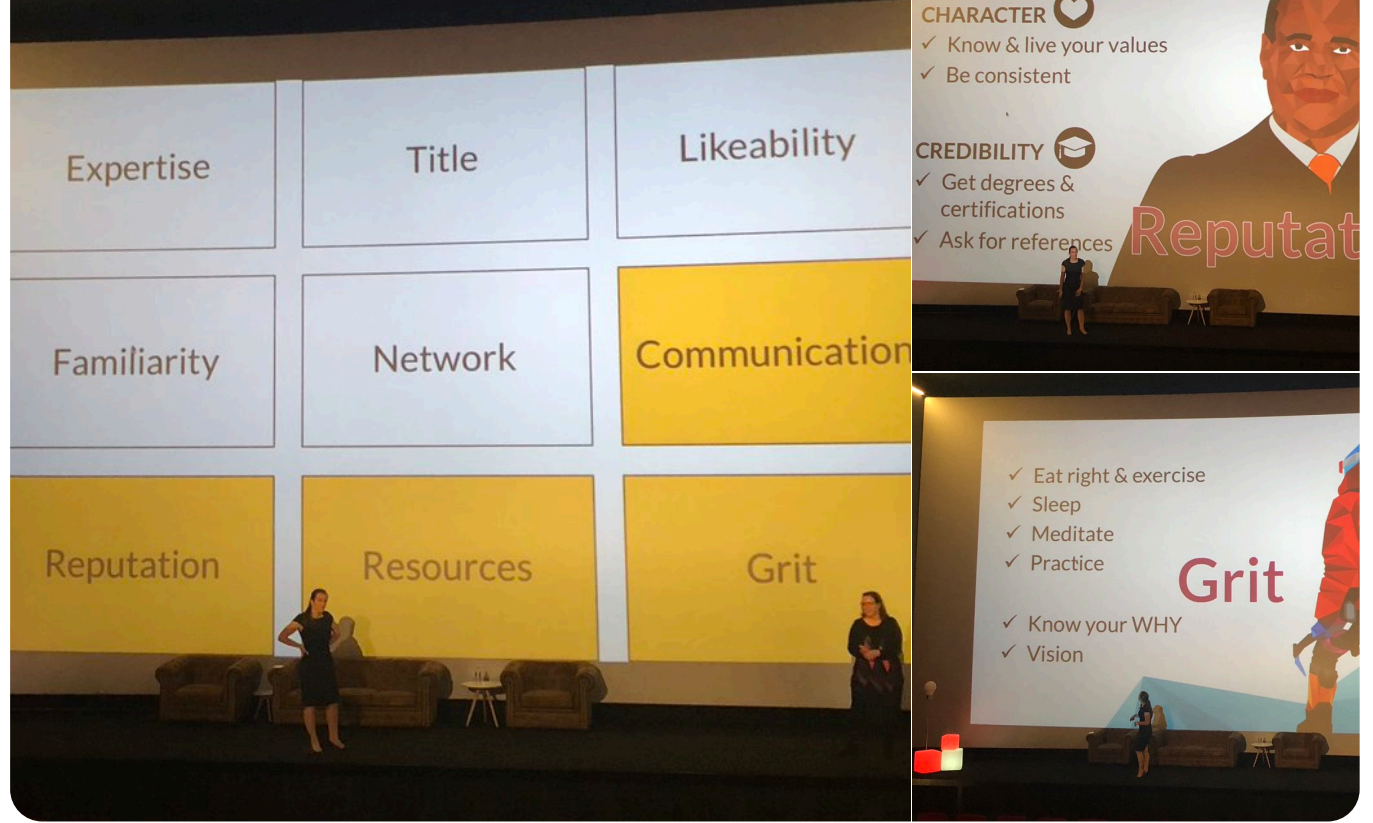 Expertise
Title
Likeability
Familiarity
Network
Communication
Reputation
Resources
Grit
CHARACTER
✓ Know & live your values
✓ Be consistent
CREDIBILITY
✓ Get degrees &
certifications
✓ Ask for references
Reputat
✓ Eat right & exercise
✓ Sleep
✓ Meditate
✓ Practice
Grit
✓ Know your WHY
✓ Vision